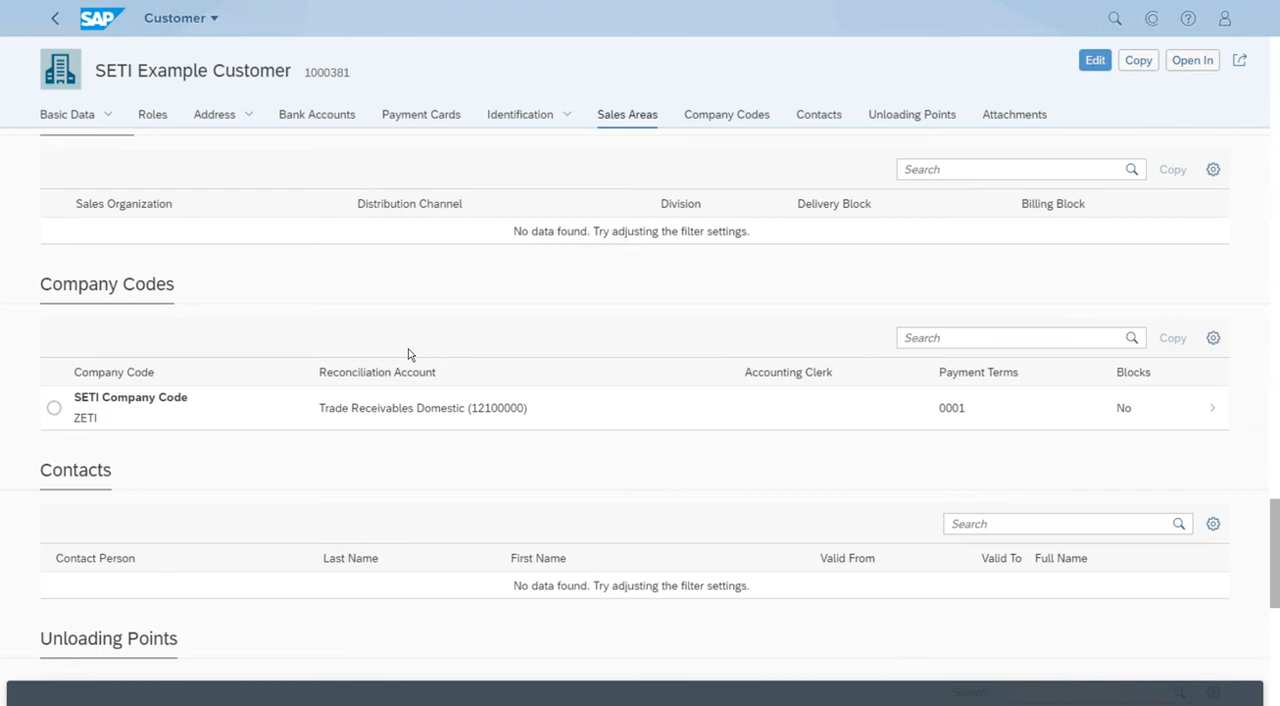 SAP Customer
SETI Example Customer 1000381
Edit Copy Open In
Basic Data Roles Address Bank Accounts Payment Cards Identification Sales Areas Company Codes Contacts Unloading Points Attachments
Search Copy
Sales Organization Distribution Channel Division Delivery Block Billing Block
No data found. Try adjusting the filter settings.
Company Codes
Search Copy
Company Code Reconciliation Account Accounting Clerk Payment Terms Blocks
SETI Company Code
ZETI Trade Receivables Domestic (12100000) 0001 No
Contacts
Search
Contact Person Last Name First Name Valid From Valid To Full Name
No data found. Try adjusting the filter settings.
Unloading Points
Search